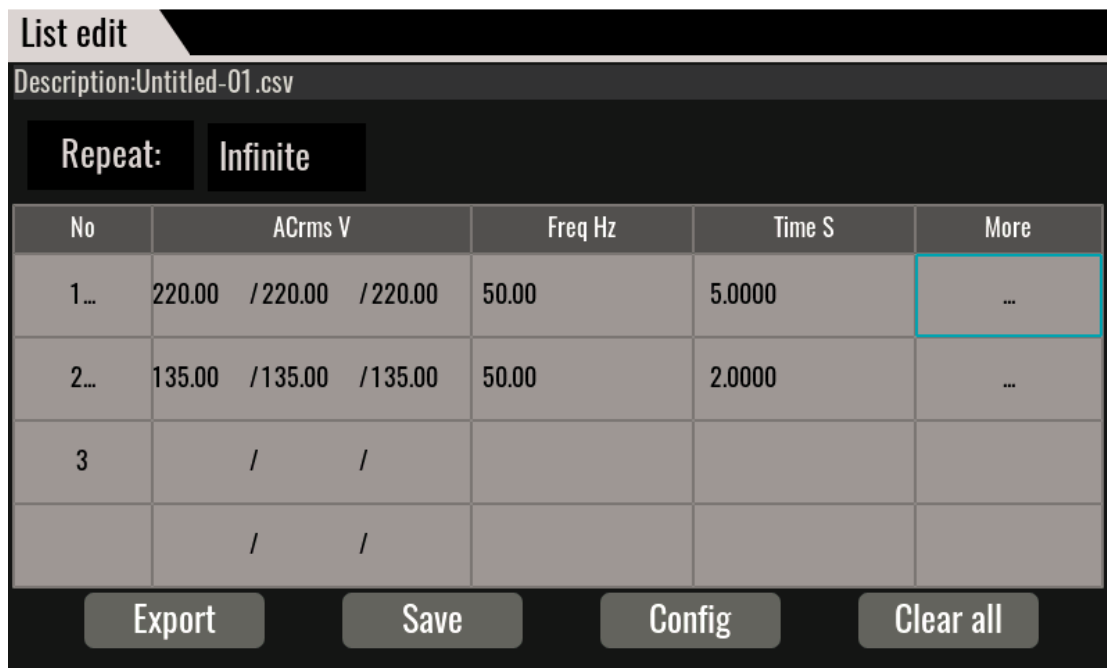 List edit
Description:Untitled-01.csv
Repeat: Infinite
No ACrms V Freq Hz Time S More
1... 220.00 /220.00 /220.00 50.00 5.0000 ...
2... 135.00 /135.00 /135.00 50.00 2.0000 ...
3 / /
/ /
Export Save Config Clear all